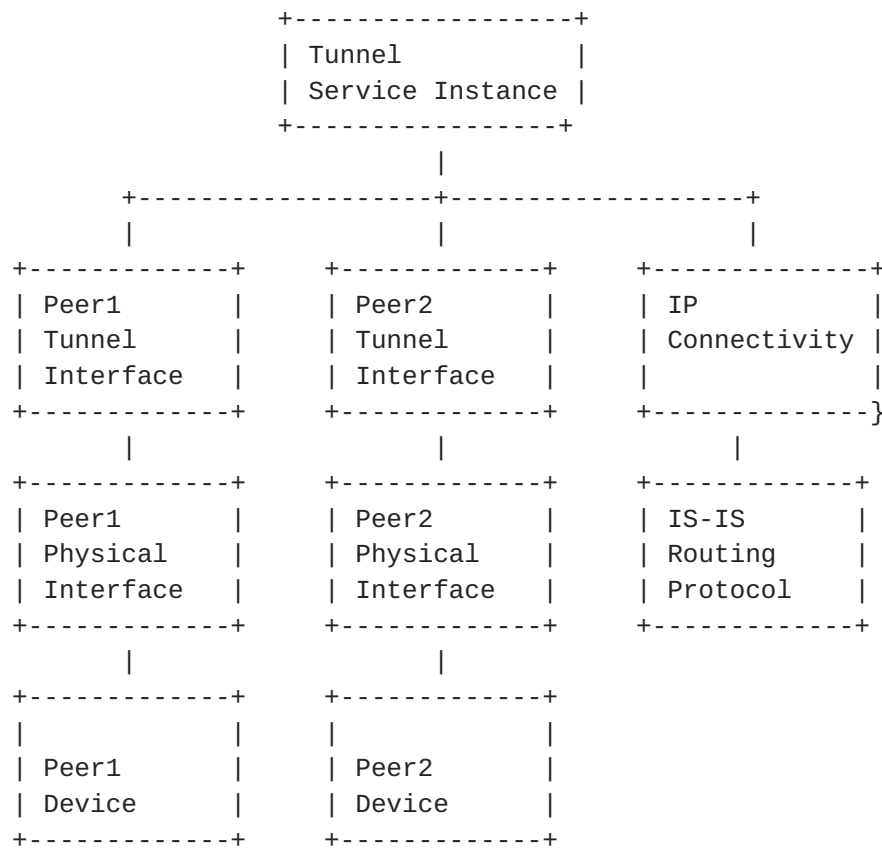 Tunnel
Service Instance
Peer1
Tunnel
Interface
Peer2
Tunnel
Interface
IP
Connectivity
Peer1
Physical
Interface
Peer2
Physical
Interface
IS-IS
Routing
Protocol
Peer1
Device
Peer2
Device